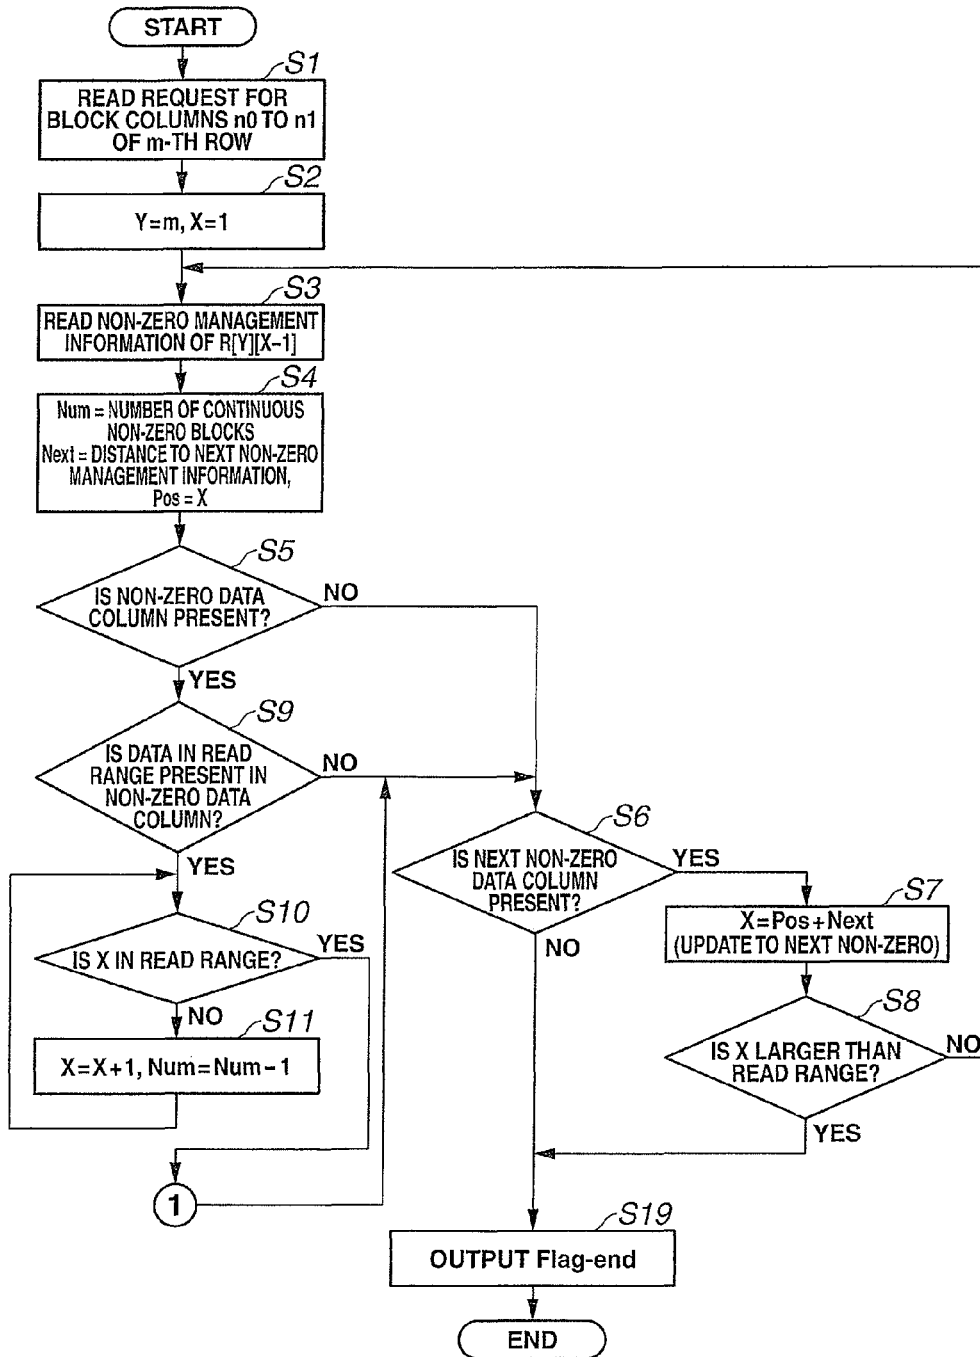 START
S1
READ REQUEST FOR
BLOCK COLUMNS n0 TO n1
OF m-TH ROW
S2
Y=m, X=1
S3
READ NON-ZERO MANAGEMENT
INFORMATION OF R[Y][X-1]
S4
Num = NUMBER OF CONTINUOUS
NON-ZERO BLOCKS
Next = DISTANCE TO NEXT NON-ZERO
MANAGEMENT INFORMATION,
Pos = X
S5
IS NON-ZERO DATA
COLUMN PRESENT?
NO
YES
S9
IS DATA IN READ
RANGE PRESENT IN
NON-ZERO DATA
COLUMN?
NO
YES
S6
IS NEXT NON-ZERO
DATA COLUMN
PRESENT?
YES
NO
S7
X=Pos+Next
(UPDATE TO NEXT NON-ZERO)
S10
IS X IN READ RANGE?
YES
NO
S8
IS X LARGER THAN
READ RANGE?
NO
YES
S11
X=X+1, Num=Num-1
1
S19
OUTPUT Flag-end
END